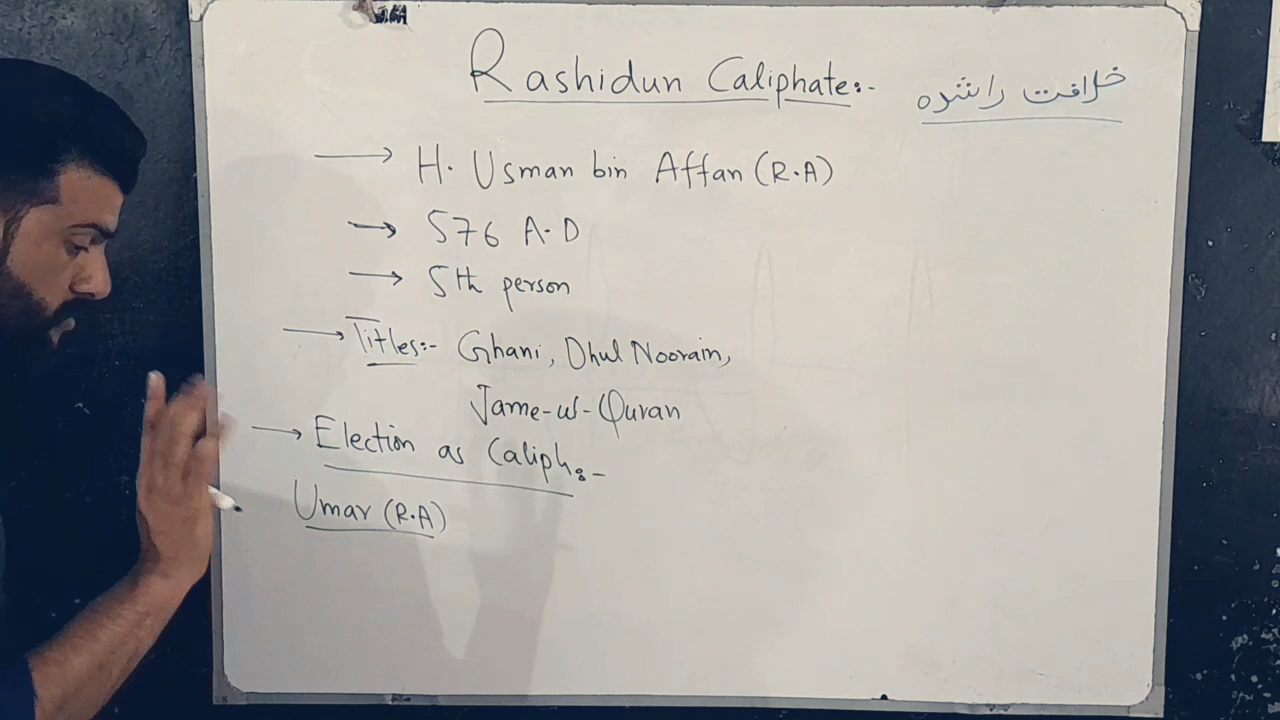 Rashidun Caliphate:- خلافت راشدہ
→ H. Usman bin Affan (R.A)
→ 576 A.D
→ 5th person
→ Titles:- Ghani, Dhul Noorain,
Jame-ul-Quran
→ Election as Caliph:-
Umar (R.A)